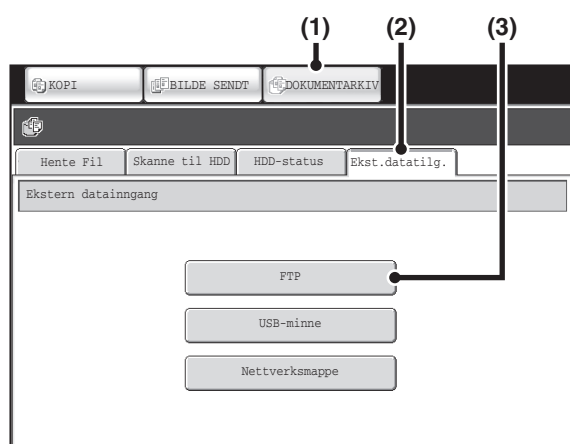 (1) (2) (3)
KOPI BILDE SENDT DOKUMENTARKIV
Hente Fil Skanne til HDD HDD-status Ekst.datatilg.
Ekstern datainngang
FTP
USB-minne
Nettverksmappe